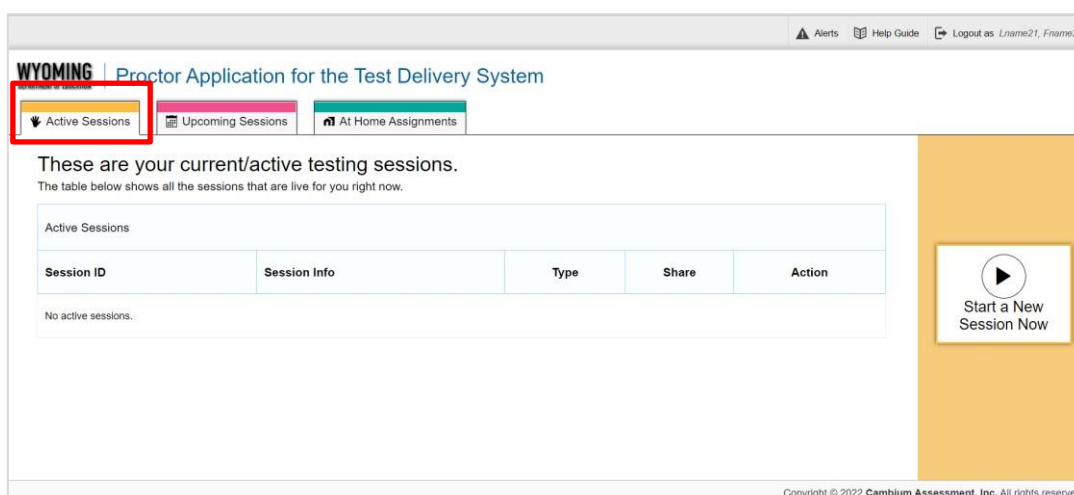 Alerts Help Guide Logout as Lname21, Fname
WYOMING Proctor Application for the Test Delivery System
Active Sessions Upcoming Sessions At Home Assignments
These are your current/active testing sessions.
The table below shows all the sessions that are live for you right now.
Active Sessions
Session ID Session Info Type Share Action
No active sessions.
Start a New
Session Now
Copyright © 2022 Cambium Assessment, Inc. All rights reserve